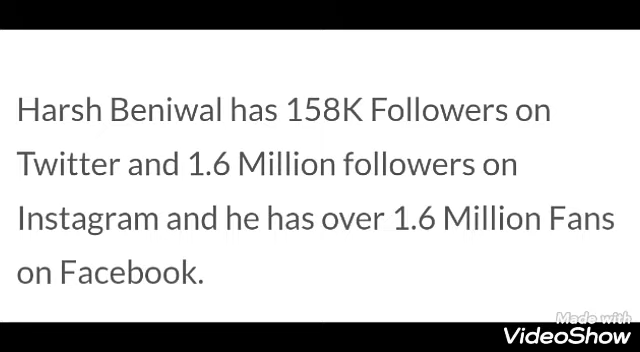 Harsh Beniwal has 158K Followers on
Twitter and 1.6 Million followers on
Instagram and he has over 1.6 Million Fans
on Facebook.
Made with
VideoShow